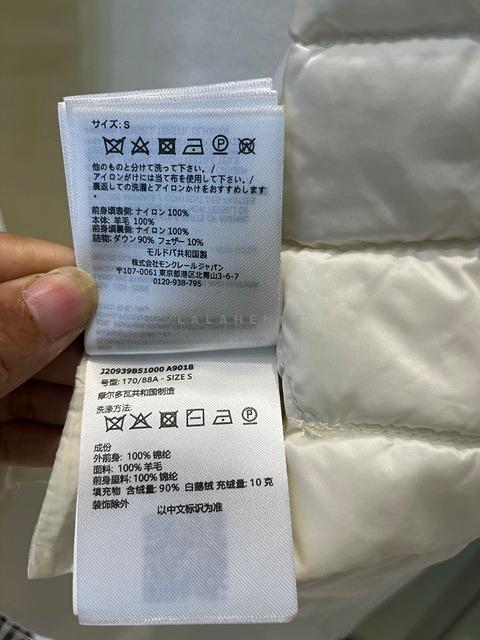 サイズ: S
他のものと分けて洗って下さい。/
アイロンがけには当て布を使用して下さい。/
裏返しての洗濯とアイロンかけをおすすめします
。
前身頃表側: ナイロン 100%
本体: 羊毛 100%
前身頃裏側: ナイロン 100%
詰物: ダウン 90% フェザー 10%
モルドバ共和国製
株式会社モンクレールジャパン
〒107-0061 東京都港区北青山3-6-7
0120-938-795
LALAHE
J20939B51000 A9018
号型: 170/88A - SIZE S
摩尔多瓦共和国制造
洗涤方法:
成份
外前身: 100% 锦纶
面料: 100% 羊毛
前身里料: 100% 锦纶
填充物 含绒量: 90% 白鹅绒 充绒量: 10 克
装饰除外
以中文标识为准